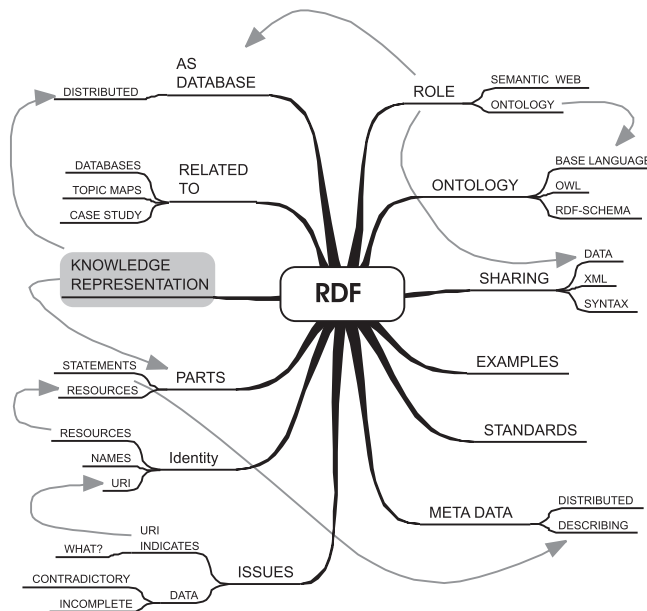 AS
DATABASE
DISTRIBUTED
ROLE
SEMANTIC WEB
ONTOLOGY
RELATED
TO
DATABASES
TOPIC MAPS
CASE STUDY
ONTOLOGY
BASE LANGUAGE
OWL
RDF-SCHEMA
KNOWLEDGE
REPRESENTATION
RDF
SHARING
DATA
XML
SYNTAX
EXAMPLES
STATEMENTS
RESOURCES
PARTS
STANDARDS
RESOURCES
NAMES
URI
Identity
META DATA
DISTRIBUTED
DESCRIBING
URI
INDICATES
WHAT?
ISSUES
CONTRADICTORY
DATA
INCOMPLETE